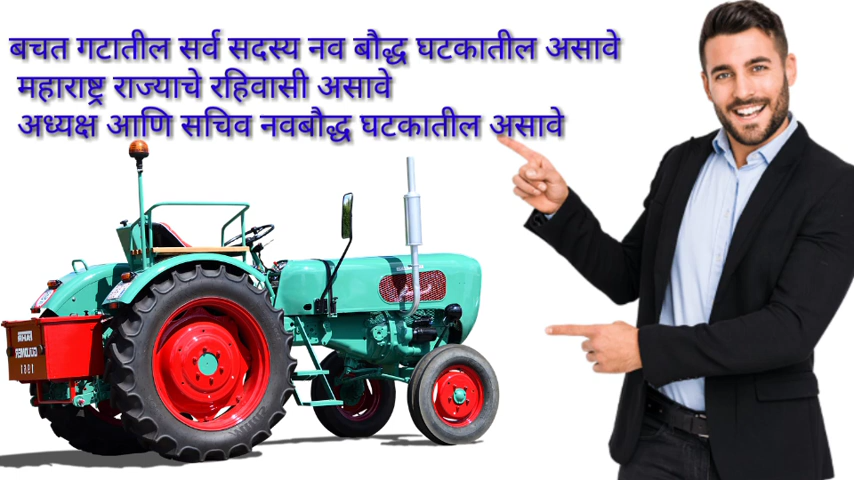 बचत गटातील सर्व सदस्य नव बौद्ध घटकातील असावे
महाराष्ट्र राज्याचे रहिवासी असावे
अध्यक्ष आणि सचिव नवबौद्ध घटकातील असावे